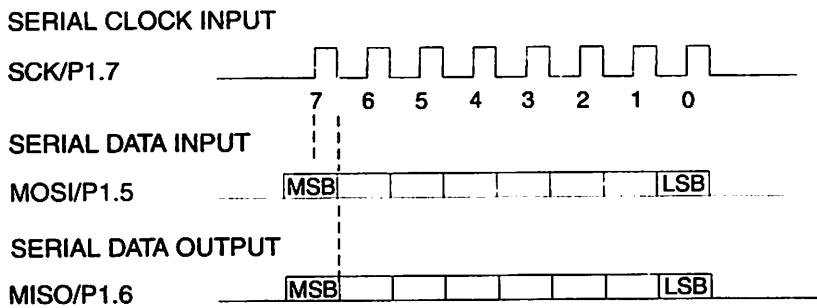 SERIAL CLOCK INPUT
SCK/P1.7
7 6 5 4 3 2 1 0
SERIAL DATA INPUT
MOSI/P1.5
MSB LSB
SERIAL DATA OUTPUT
MISO/P1.6
MSB LSB